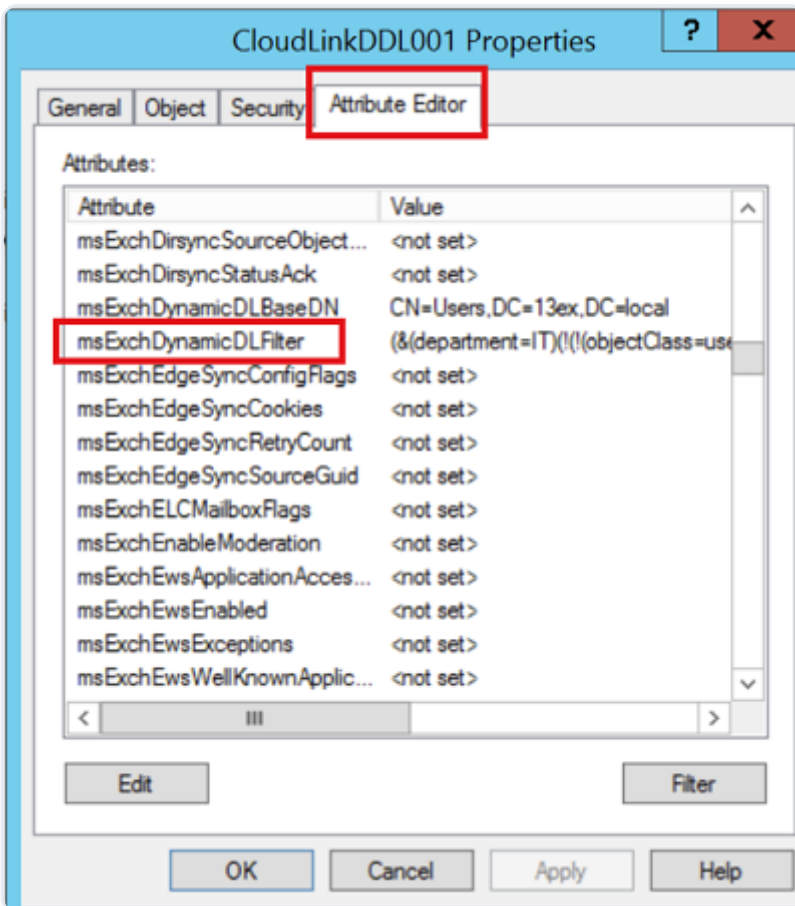 CloudLinkDDL001 Properties ? x
General Object Security Attribute Editor
Attributes:
Attribute Value
msExchDirsyncSourceObject... <not set>
msExchDirsyncStatusAck <not set>
msExchDynamicDLBaseDN CN=Users,DC=13ex,DC=local
msExchDynamicDLFilter (&(department=IT)(!(!(objectClass=use
msExchEdgeSyncConfigFlags <not set>
msExchEdgeSyncCookies <not set>
msExchEdgeSyncRetryCount <not set>
msExchEdgeSyncSourceGuid <not set>
msExchELCMailboxFlags <not set>
msExchEnableModeration <not set>
msExchEwsApplicationAcces... <not set>
msExchEwsEnabled <not set>
msExchEwsExceptions <not set>
msExchEwsWellKnownApplic... <not set>
Edit Filter
OK Cancel Apply Help